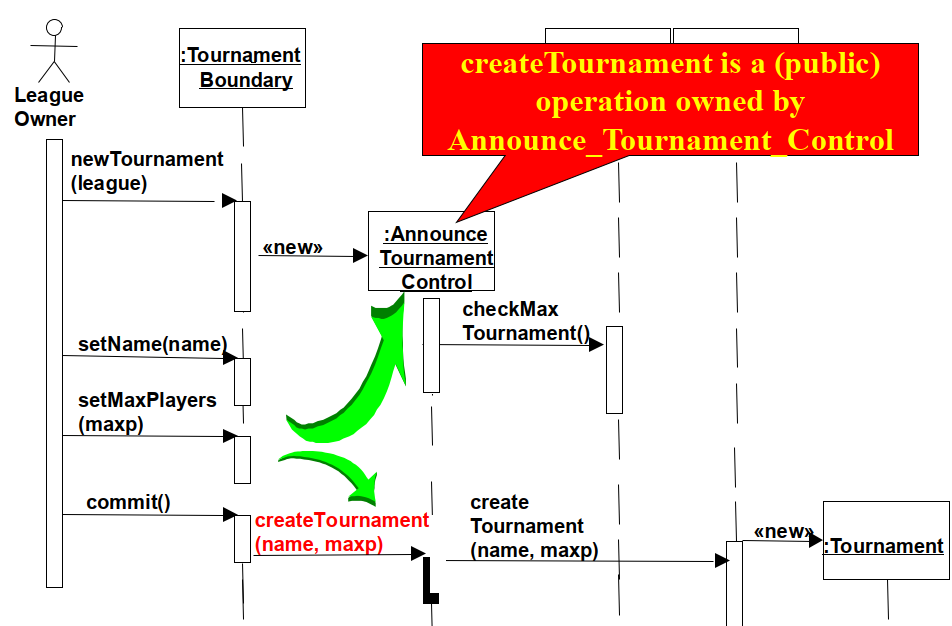 createTournament is a (public)
operation owned by
Announce_Tournament_Control
:Tournament
Boundary
League
Owner
newTournament
(league)
«new»
:Announce
Tournament
Control
checkMax
Tournament()
setName(name)
setMaxPlayers
(maxp)
commit()
createTournament
(name, maxp)
create
Tournament
(name, maxp)
«new»
:Tournament